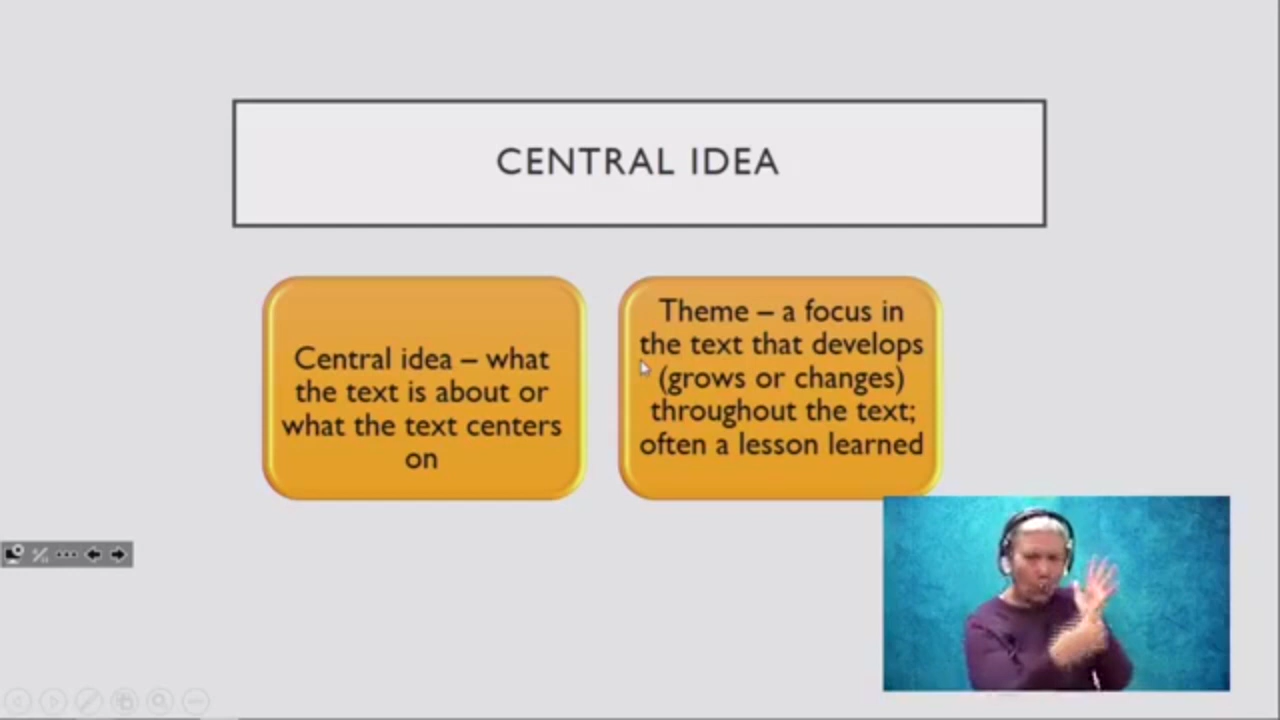 CENTRAL IDEA
Central idea – what
the text is about or
what the text centers
on
Theme – a focus in
the text that develops
(grows or changes)
throughout the text;
often a lesson learned